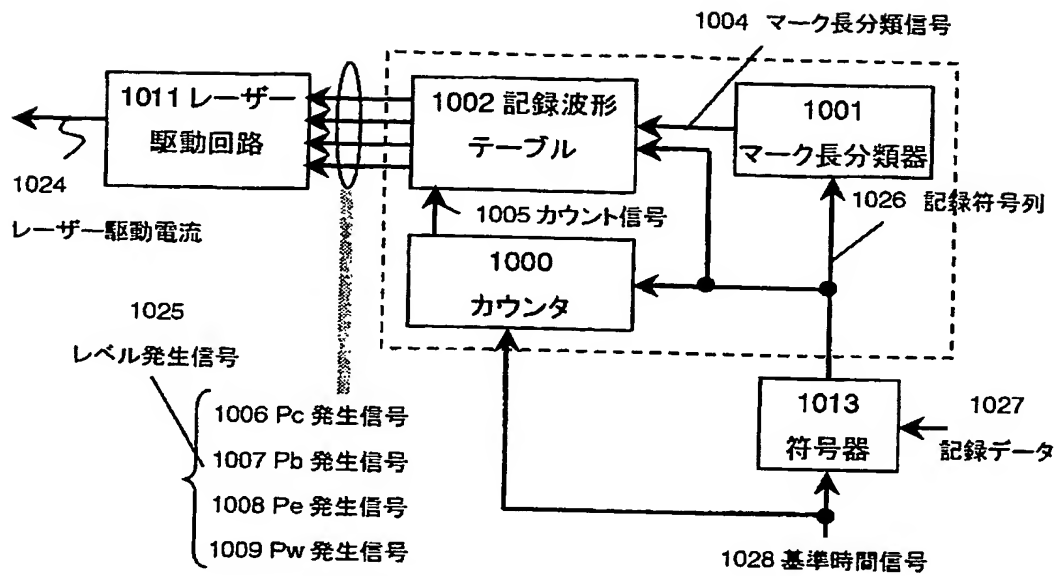 1004 マーク長分類信号
1011 レーザー
駆動回路
1002 記録波形
テーブル
1001
マーク長分類器
1024
レーザー駆動電流
1005 カウント信号
1026 記録符号列
1000
カウンタ
1025
レベル発生信号
1006 Pc 発生信号
1007 Pb 発生信号
1008 Pe 発生信号
1009 Pw 発生信号
1013
符号器
1027
記録データ
1028 基準時間信号